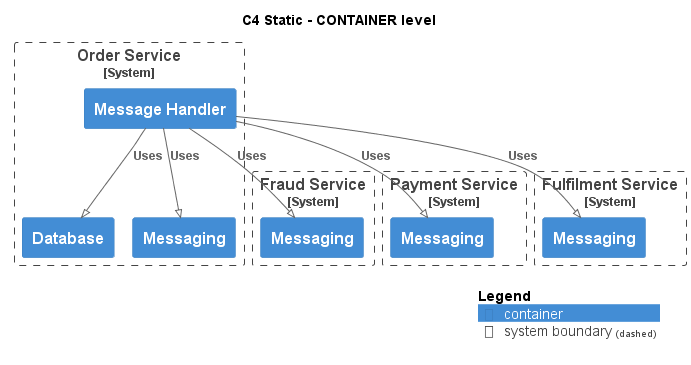 C4 Static - CONTAINER level
Order Service
[System]
Message Handler
Uses
Uses
Uses
Uses
Uses
Fraud Service
[System]
Payment Service
[System]
Fulfilment Service
[System]
Database
Messaging
Messaging
Messaging
Messaging
Legend
container
system boundary (dashed)